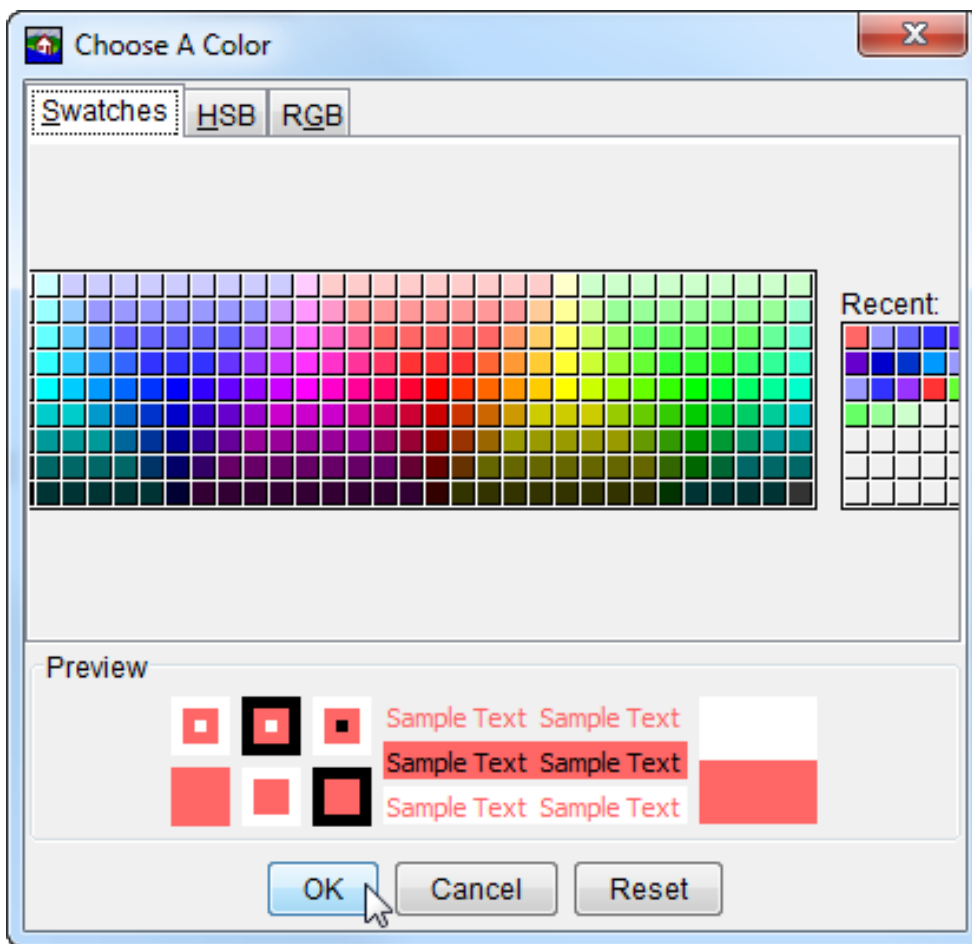 Choose A Color
Swatches HSB RGB
Recent:
Preview
Sample Text Sample Text
Sample Text Sample Text
Sample Text Sample Text
OK Cancel Reset